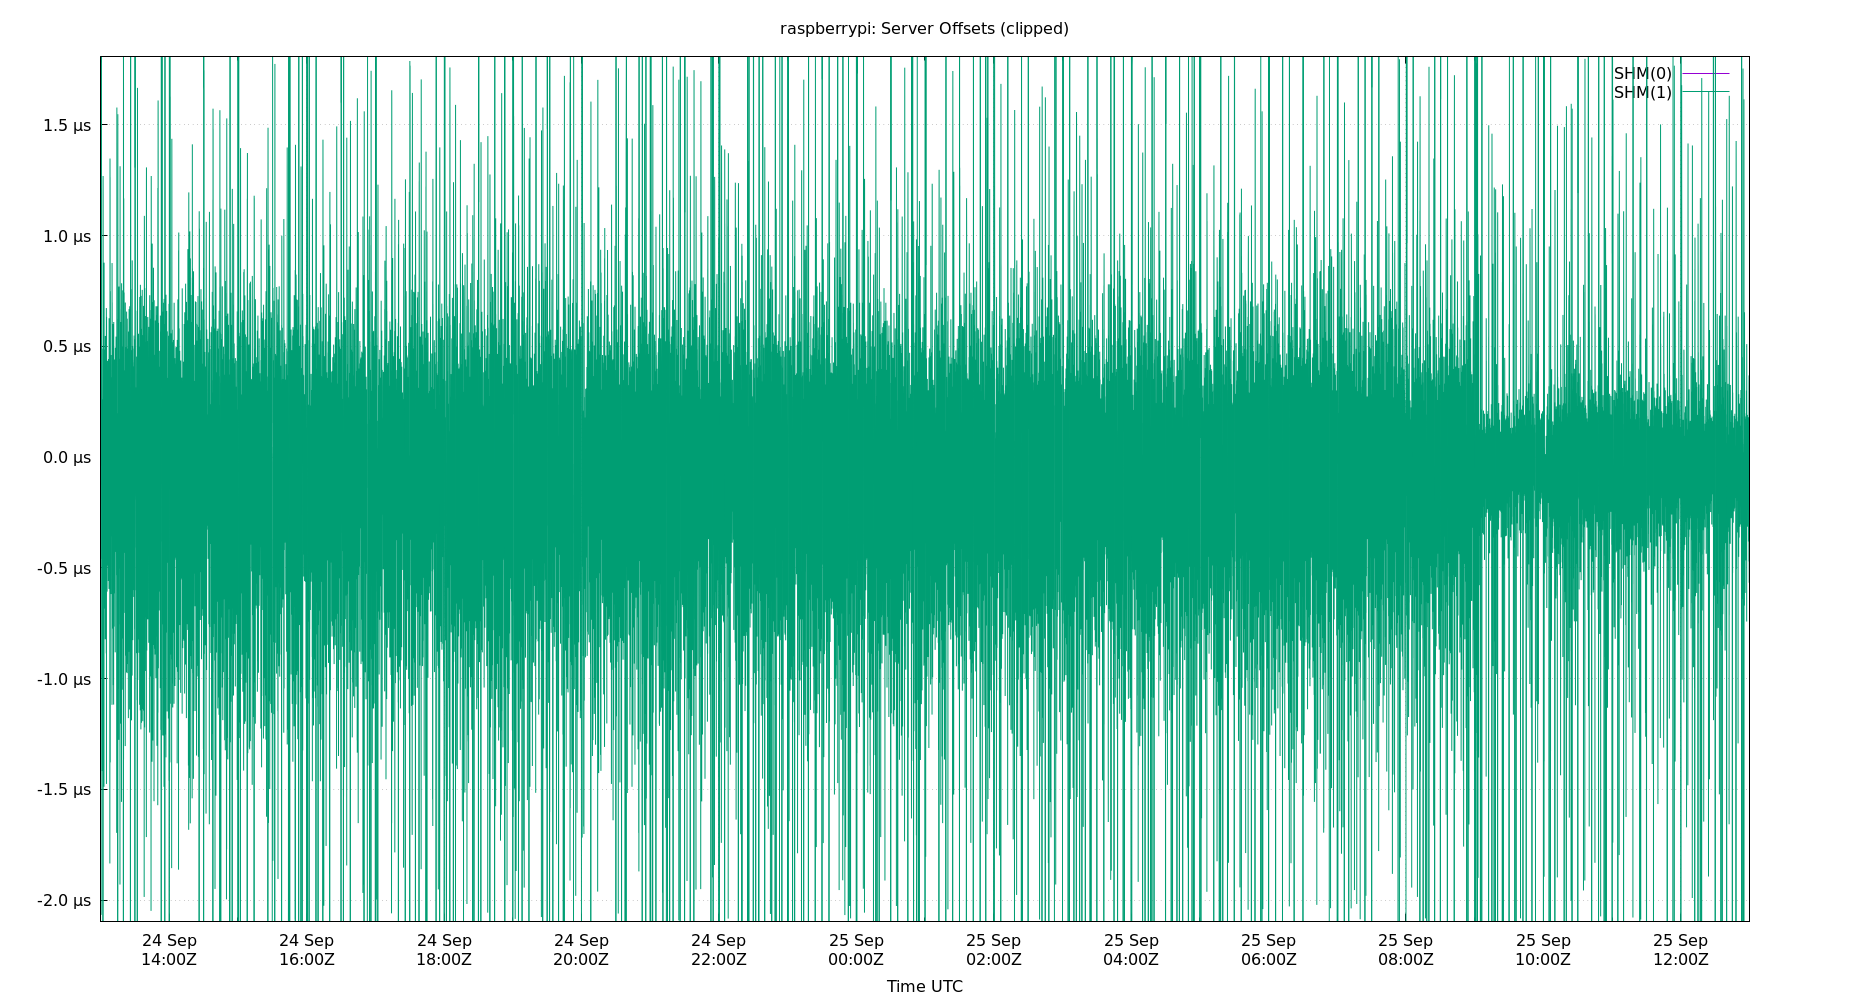 raspberrypi: Server Offsets (clipped)
SHM(0)
SHM(1)
1.5 µs
1.0 µs
0.5 µs
0.0 µs
-0.5 µs
-1.0 µs
-1.5 µs
-2.0 µs
24 Sep 24 Sep 24 Sep 24 Sep 24 Sep 25 Sep 25 Sep 25 Sep 25 Sep 25 Sep 25 Sep 25 Sep
14:00Z 16:00Z 18:00Z 20:00Z 22:00Z 00:00Z 02:00Z 04:00Z 06:00Z 08:00Z 10:00Z 12:00Z
Time UTC